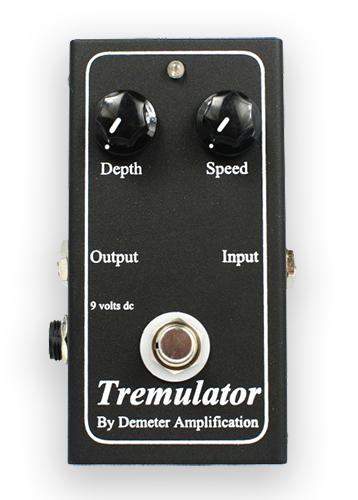 Depth Speed
Output Input
9 volts dc
Tremulator
By Demeter Amplification